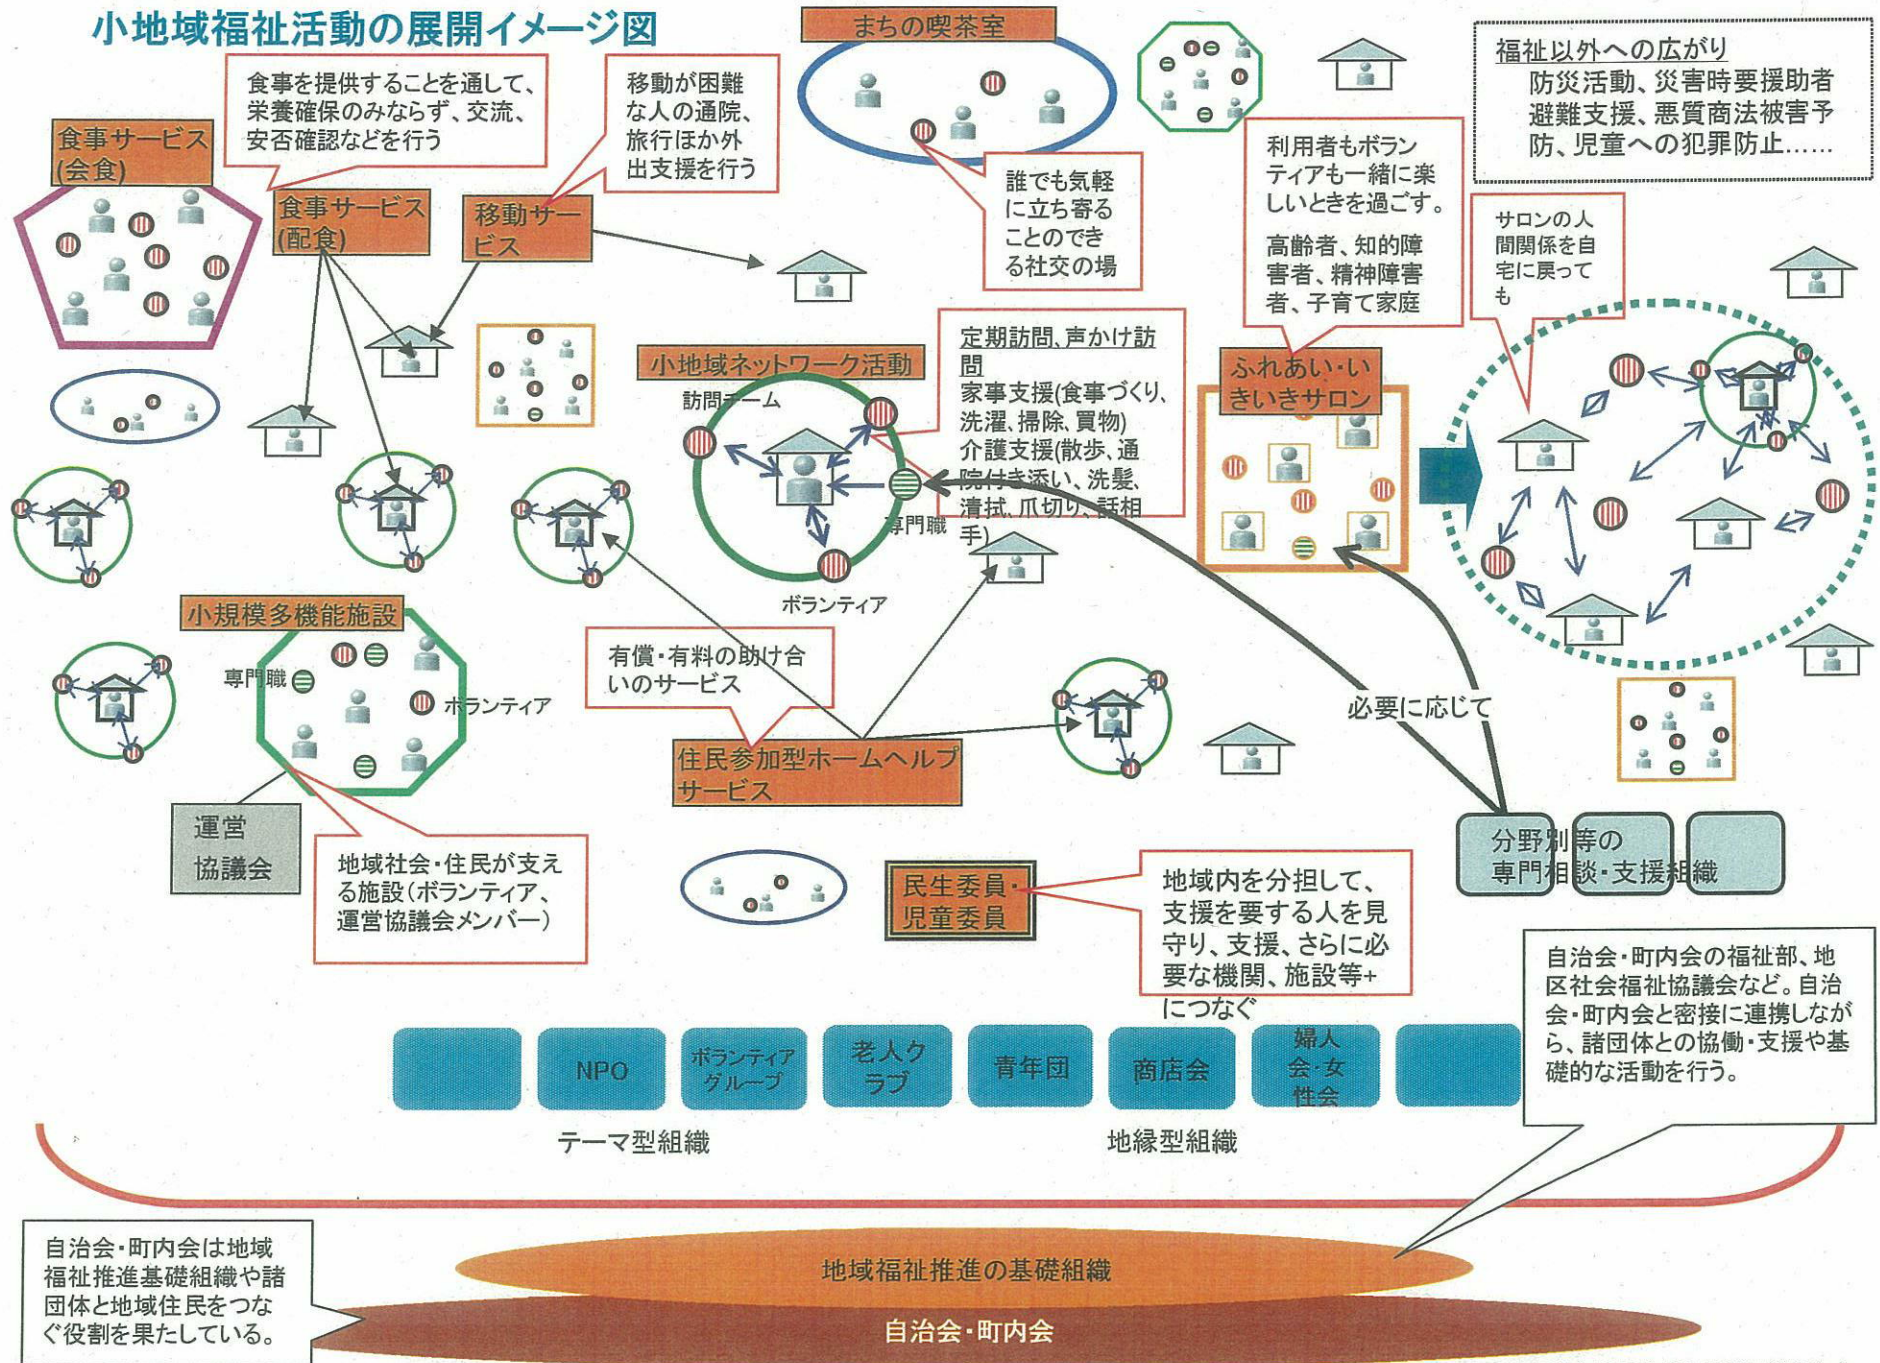 小地域福祉活動の展開イメージ図
食事を提供することを通して、
栄養確保のみならず、交流、
安否確認などを行う
移動が困難
な人の通院、
旅行ほか外
出支援を行う
まちの喫茶室
福祉以外への広がり
防災活動、災害時要援助者
避難支援、悪質商法被害予
防、児童への犯罪防止……
食事サービス
(会食)
食事サービス
(配食)
移動サー
ビス
誰でも気軽
に立ち寄る
ことのでき
る社交の場
利用者もボラン
ティアも一緒に楽
しいときを過ごす。
高齢者、知的障
害者、精神障害
者、子育て家庭
サロンの人
間関係を自
宅に戻って
も
小地域ネットワーク活動
訪問チーム
定期訪問、声かけ訪
問
家事支援(食事づくり、
洗濯、掃除、買物)
介護支援(散歩、通
院付き添い、洗髪、
清拭、爪切り、話相
手)
専門職
ボランティア
ふれあい・い
きいきサロン
小規模多機能施設
専門職
ボランティア
有償・有料の助け合
いのサービス
必要に応じて
住民参加型ホームヘルプ
サービス
運営
協議会
地域社会・住民が支え
る施設(ボランティア、
運営協議会メンバー)
民生委員・
児童委員
地域内を分担して、
支援を要する人を見
守り、支援、さらに必
要な機関、施設等+
につなぐ
分野別等の
専門相談・支援組織
自治会・町内会の福祉部、地
区社会福祉協議会など。自治
会・町内会と密接に連携しなが
ら、諸団体との協働・支援や基
礎的な活動を行う。
NPO
ボランティア
グループ
老人ク
ラブ
青年団
商店会
婦人
会・女
性会
テーマ型組織
地縁型組織
自治会・町内会は地域
福祉推進基礎組織や諸
団体と地域住民をつな
ぐ役割を果たしている。
地域福祉推進の基礎組織
自治会・町内会